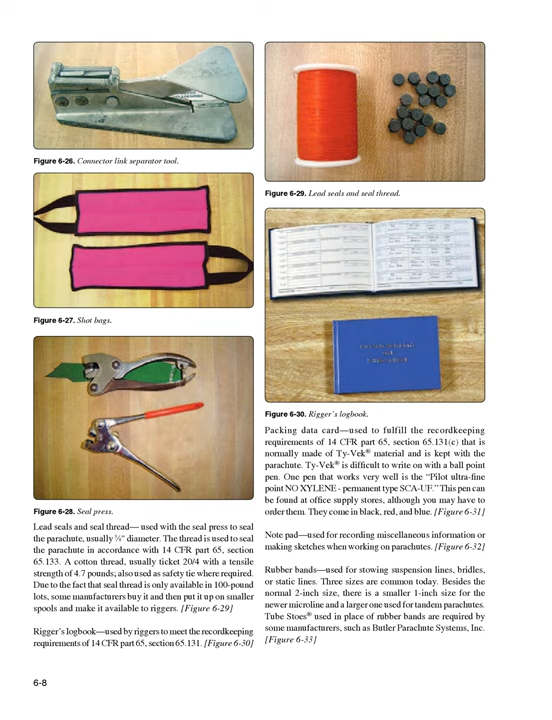 Figure 6-26. Connector link separator tool.
Figure 6-27. Shot bags.
Figure 6-28. Seal press.
Lead seals and seal thread— used with the seal press to seal
the parachute, usually ⅜" diameter. The thread is used to seal
the parachute in accordance with 14 CFR part 65, section
65.133. A cotton thread, usually ticket 20/4 with a tensile
strength of 4.7 pounds; also used as safety tie where required.
Due to the fact that seal thread is only available in 100-pound
lots, some manufacturers buy it and then put it up on smaller
spools and make it available to riggers. [Figure 6-29]
Rigger's logbook—used by riggers to meet the recordkeeping
requirements of 14 CFR part 65, section 65.131. [Figure 6-30]
Figure 6-29. Lead seals and seal thread.
Figure 6-30. Rigger's logbook.
Packing data card—used to fulfill the recordkeeping
requirements of 14 CFR part 65, section 65.131(c) that is
normally made of Ty-Vek® material and is kept with the
parachute. Ty-Vek® is difficult to write on with a ball point
pen. One pen that works very well is the "Pilot ultra-fine
point NO XYLENE - permanent type SCA-UF." This pen can
be found at office supply stores, although you may have to
order them. They come in black, red, and blue. [Figure 6-31]
Note pad—used for recording miscellaneous information or
making sketches when working on parachutes. [Figure 6-32]
Rubber bands—used for stowing suspension lines, bridles,
or static lines. Three sizes are common today. Besides the
normal 2-inch size, there is a smaller 1-inch size for the
newer microline and a larger one used for tandem parachutes.
Tube Stoes® used in place of rubber bands are required by
some manufacturers, such as Butler Parachute Systems, Inc.
[Figure 6-33]
6-8